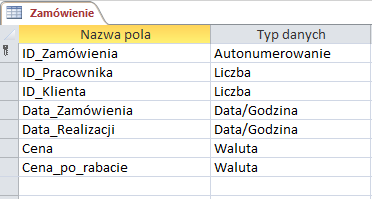 Zamówienie
Nazwa pola Typ danych
ID_Zamówienia Autonumerowanie
ID_Pracownika Liczba
ID_Klienta Liczba
Data_Zamówienia Data/Godzina
Data_Realizacji Data/Godzina
Cena Waluta
Cena_po_rabacie Waluta